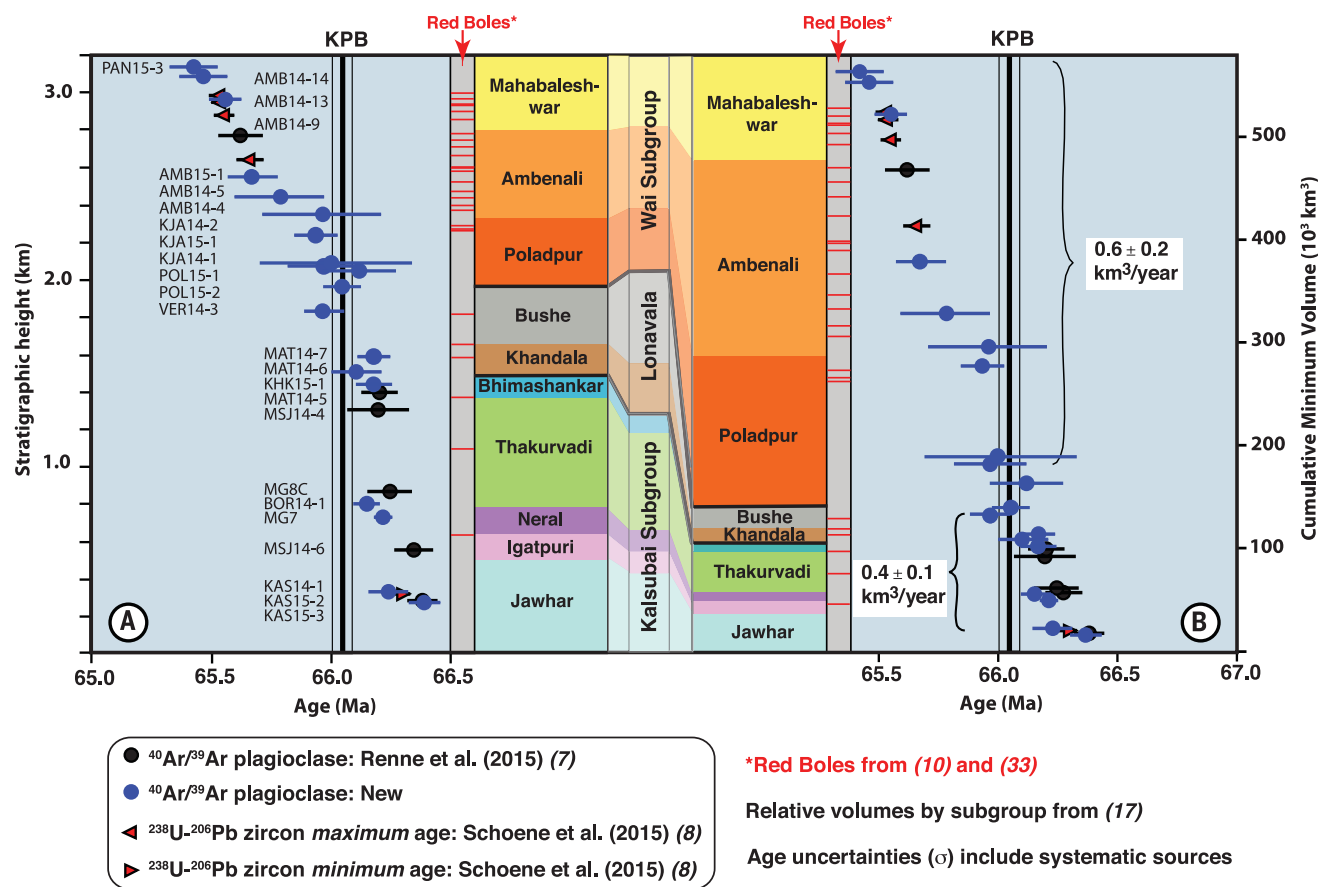 Red Boles*
Red Boles*
KPB
KPB
PAN15-3
AMB14-14
AMB14-13
AMB14-9
AMB15-1
AMB14-5
AMB14-4
KJA14-2
KJA15-1
KJA14-1
POL15-1
POL15-2
VER14-3
MAT14-7
MAT14-6
KHK15-1
MAT14-5
MSJ14-4
MG8C
BOR14-1
MG7
MSJ14-6
KAS14-1
KAS15-2
KAS15-3
A
Stratigraphic height (km)
3.0
2.0
1.0
65.0
65.5
66.0
66.5
Age (Ma)
Mahabalesh-
war
Ambenali
Poladpur
Bushe
Khandala
Bhimashankar
Thakurvadi
Neral
Igatpuri
Jawhar
Wai Subgroup
Lonavala
Kalsubai Subgroup
Mahabalesh-
war
Ambenali
Poladpur
Bushe
Khandala
Thakurvadi
Jawhar
0.6 ± 0.2
km³/year
0.4 ± 0.1
km³/year
B
500
400
300
200
100
Cumulative Minimum Volume (10³ km³)
65.5
66.0
66.5
67.0
Age (Ma)
⁴⁰Ar/³⁹Ar plagioclase: Renne et al. (2015) (7)
⁴⁰Ar/³⁹Ar plagioclase: New
²³⁸U-²⁰⁶Pb zircon maximum age: Schoene et al. (2015) (8)
²³⁸U-²⁰⁶Pb zircon minimum age: Schoene et al. (2015) (8)
*Red Boles from (10) and (33)
Relative volumes by subgroup from (17)
Age uncertainties (σ) include systematic sources